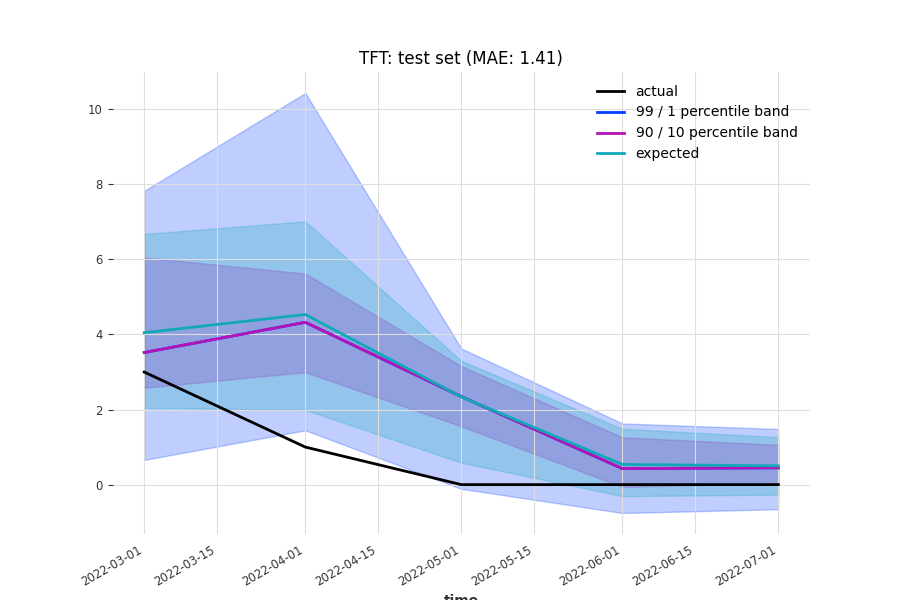 TFT: test set (MAE: 1.41)
actual
99 / 1 percentile band
90 / 10 percentile band
expected
10
8
6
4
2
0
2022-03-01
2022-03-15
2022-04-01
2022-04-15
2022-05-01
2022-05-15
2022-06-01
2022-06-15
2022-07-01
time